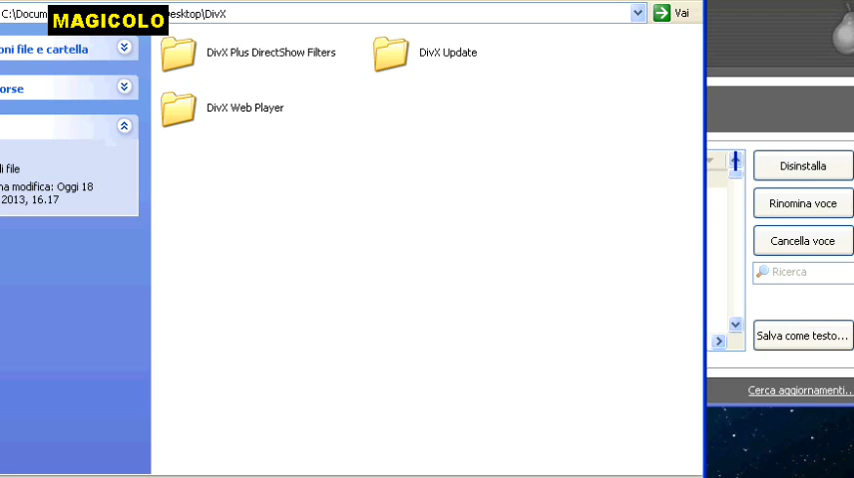 C:\Docum
MAGICOLO
esktop\DivX
Vai
oni file e cartella
orse
li file
na modifica: Oggi 18
2013, 16.17
DivX Plus DirectShow Filters
DivX Update
DivX Web Player
Disinstalla
Rinomina voce
Cancella voce
Ricerca
Salva come testo...
Cerca aggiornamenti...